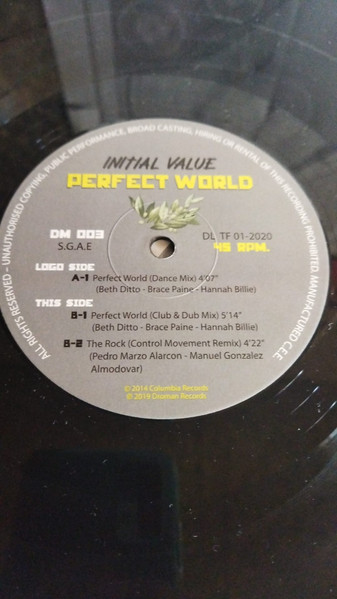 ALL RIGHTS RESERVED – UNAUTHORISED COPYING, PUBLIC PERFORMANCE, BROAD CASTING, HIRING OR RENTAL OF THIS RECORDING PROHIBITED. MANUFACTURED C.E.E.
INITIAL VALUE
PERFECT WORLD
DM 003
S.G.A.E
DL TF 01-2020
45 RPM.
LOGO SIDE
A-1 Perfect World (Dance Mix) 4'07"
(Beth Ditto - Brace Paine - Hannah Billie)
THIS SIDE
B-1 Perfect World (Club & Dub Mix) 5'14"
(Beth Ditto - Brace Paine - Hannah Billie)
B-2 The Rock (Control Movement Remix) 4'22"
(Pedro Marzo Alarcon - Manuel Gonzalez
Almodovar)
© 2014 Columbia Records
℗ 2019 Disaman Records